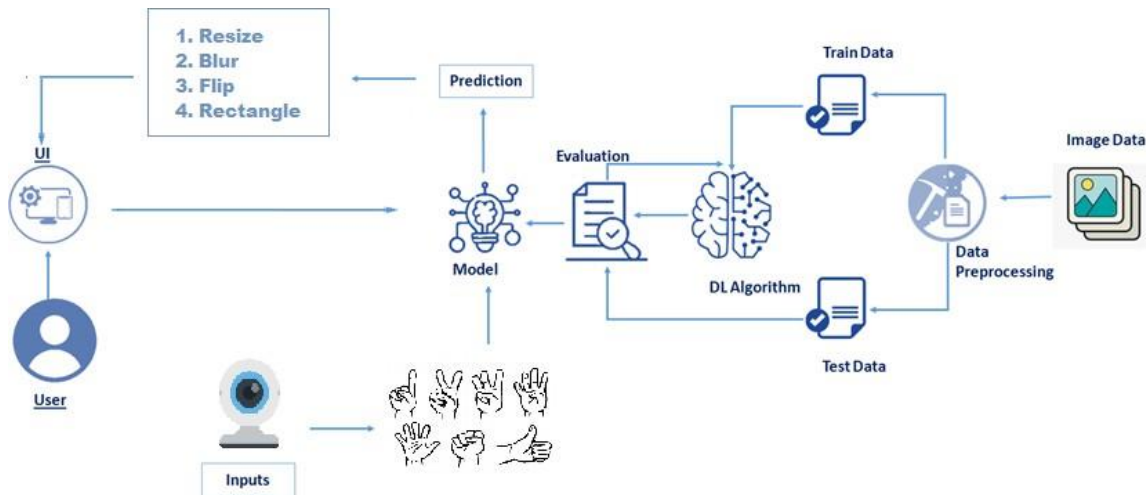 1. Resize
2. Blur
3. Flip
4. Rectangle
Prediction
Train Data
Image Data
UI
Evaluation
Model
DL Algorithm
Data
Preprocessing
Test Data
User
Inputs